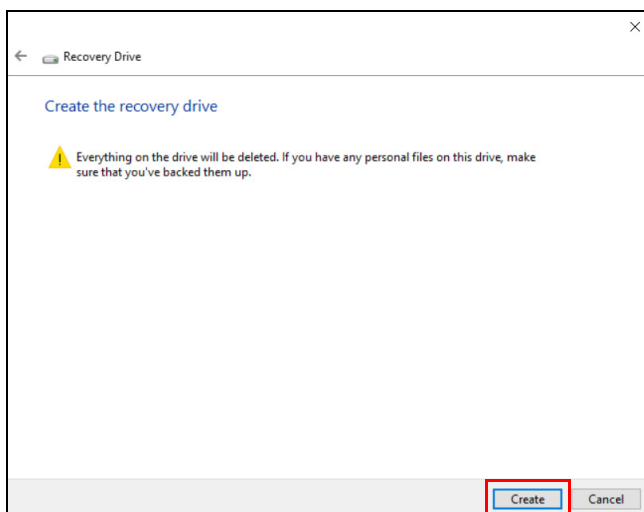 Recovery Drive
Create the recovery drive
Everything on the drive will be deleted. If you have any personal files on this drive, make
sure that you've backed them up.
Create
Cancel